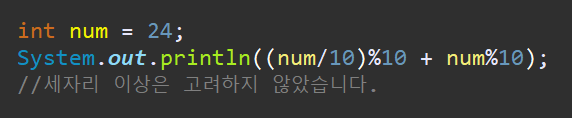 int num = 24;
System.out.println((num/10)%10 + num%10);
//세자리 이상은 고려하지 않았습니다.